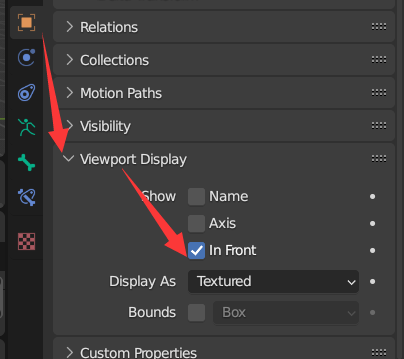 Relations
Collections
Motion Paths
Visibility
Viewport Display
Show Name
Axis
In Front
Display As Textured
Bounds Box
Custom Properties